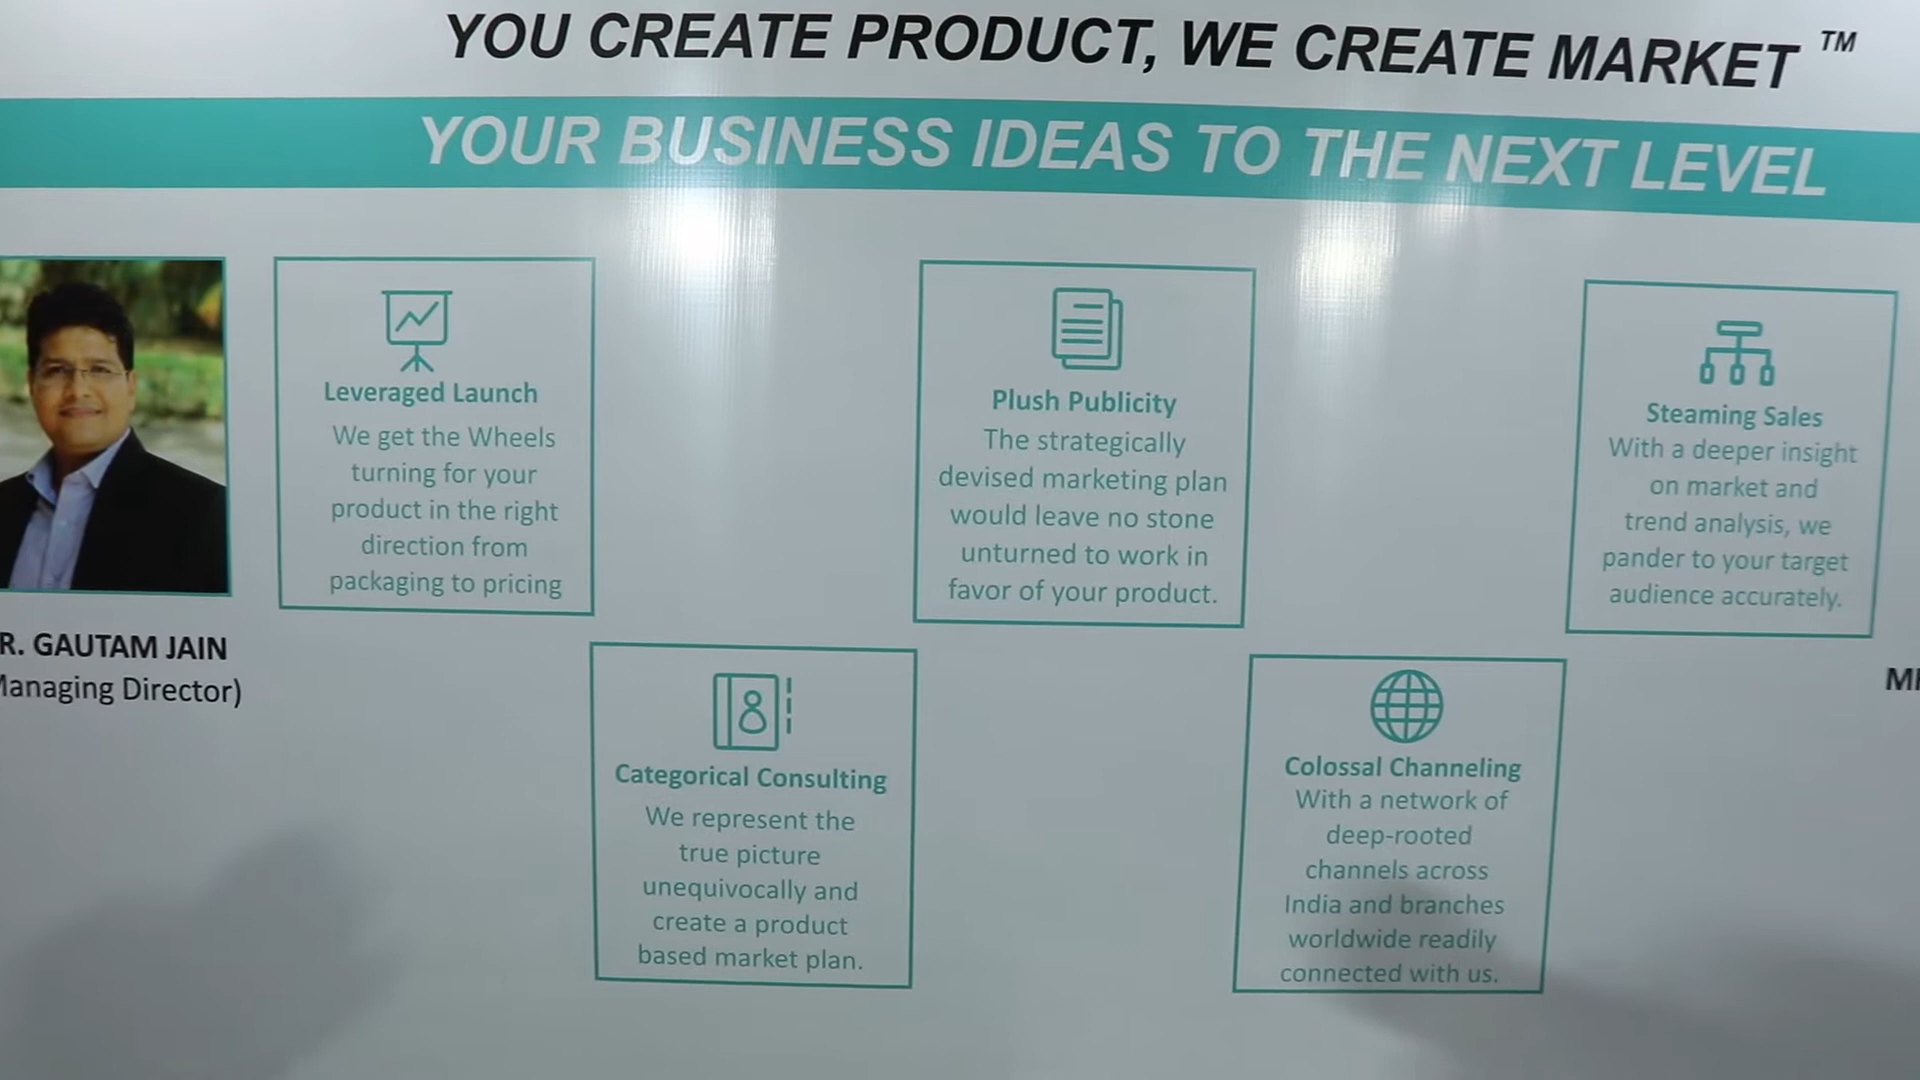 YOU CREATE PRODUCT, WE CREATE MARKET ™
YOUR BUSINESS IDEAS TO THE NEXT LEVEL
R. GAUTAM JAIN
Managing Director)
Leveraged Launch
We get the Wheels
turning for your
product in the right
direction from
packaging to pricing
Categorical Consulting
We represent the
true picture
unequivocally and
create a product
based market plan.
Plush Publicity
The strategically
devised marketing plan
would leave no stone
unturned to work in
favor of your product.
Colossal Channeling
With a network of
deep-rooted
channels across
India and branches
worldwide readily
connected with us.
Steaming Sales
With a deeper insight
on market and
trend analysis, we
pander to your target
audience accurately.